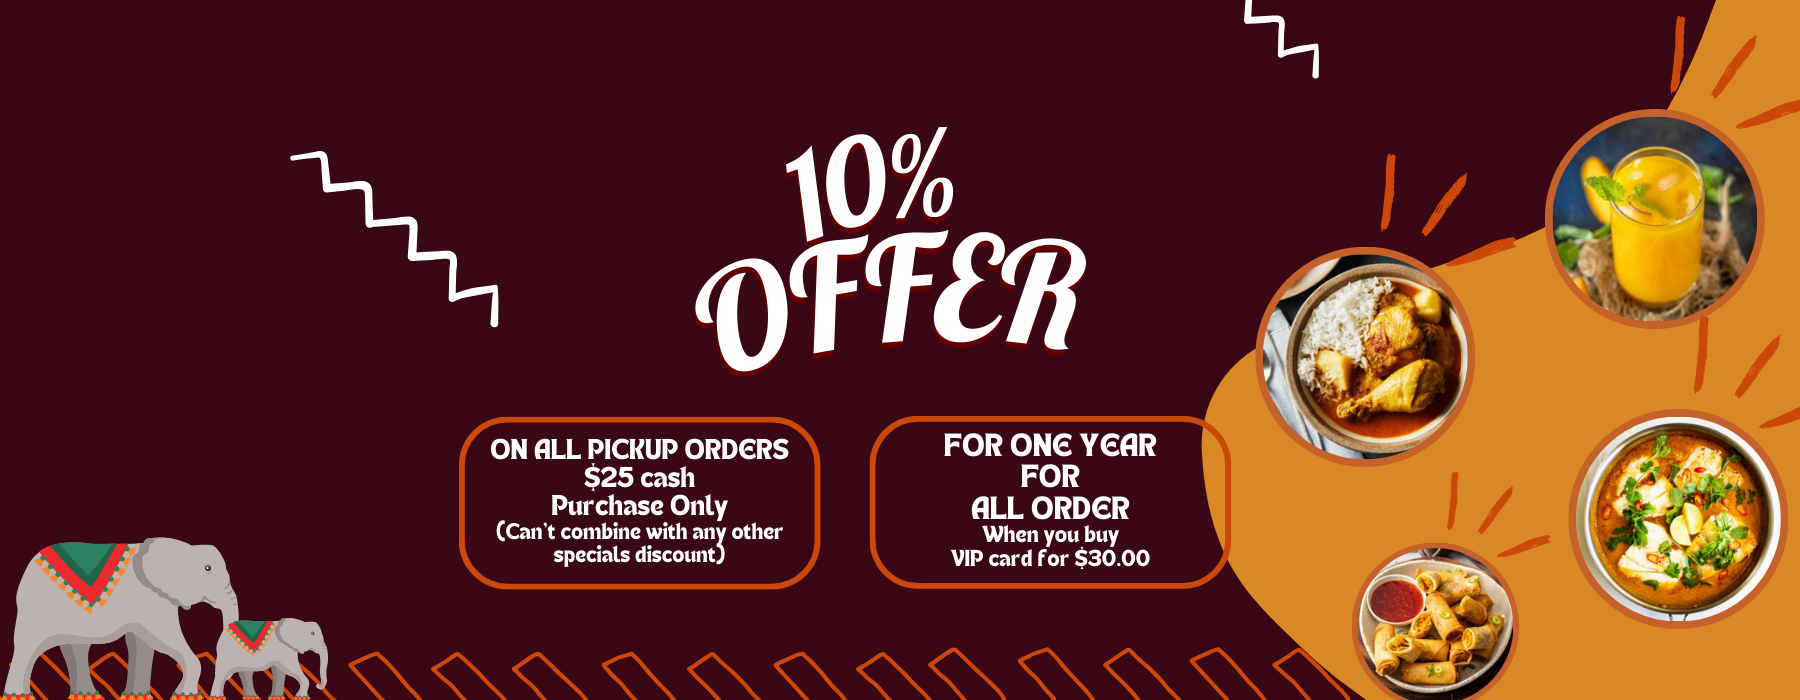 10%
OFFER
ON ALL PICKUP ORDERS
$25 cash
Purchase Only
(Can't combine with any other
specials discount)
FOR ONE YEAR
FOR
ALL ORDER
When you buy
VIP card for $30.00